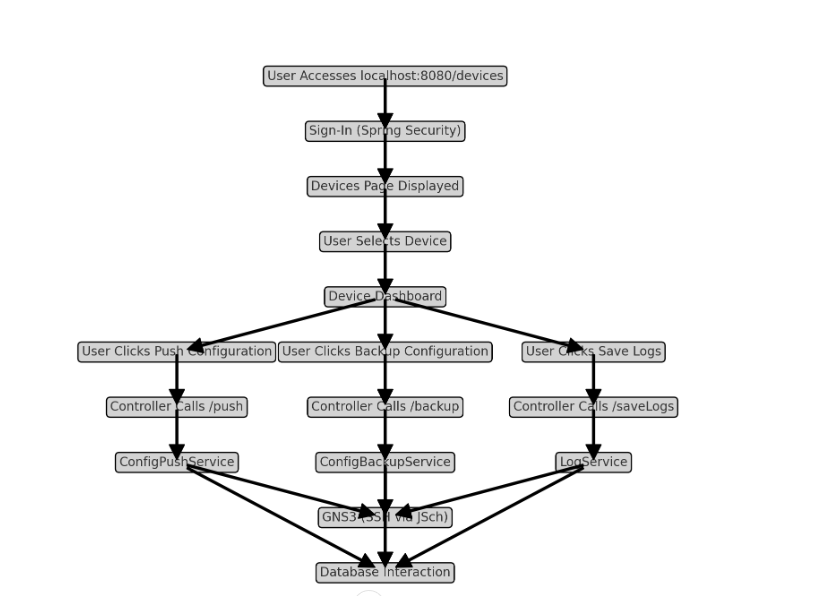 User Accesses localhost:8080/devices
Sign-In (Spring Security)
Devices Page Displayed
User Selects Device
Device Dashboard
User Clicks Push Configuration
User Clicks Backup Configuration
User Clicks Save Logs
Controller Calls /push
Controller Calls /backup
Controller Calls /saveLogs
ConfigPushService
ConfigBackupService
LogService
GNS3 (SSH via JSch)
Database Interaction